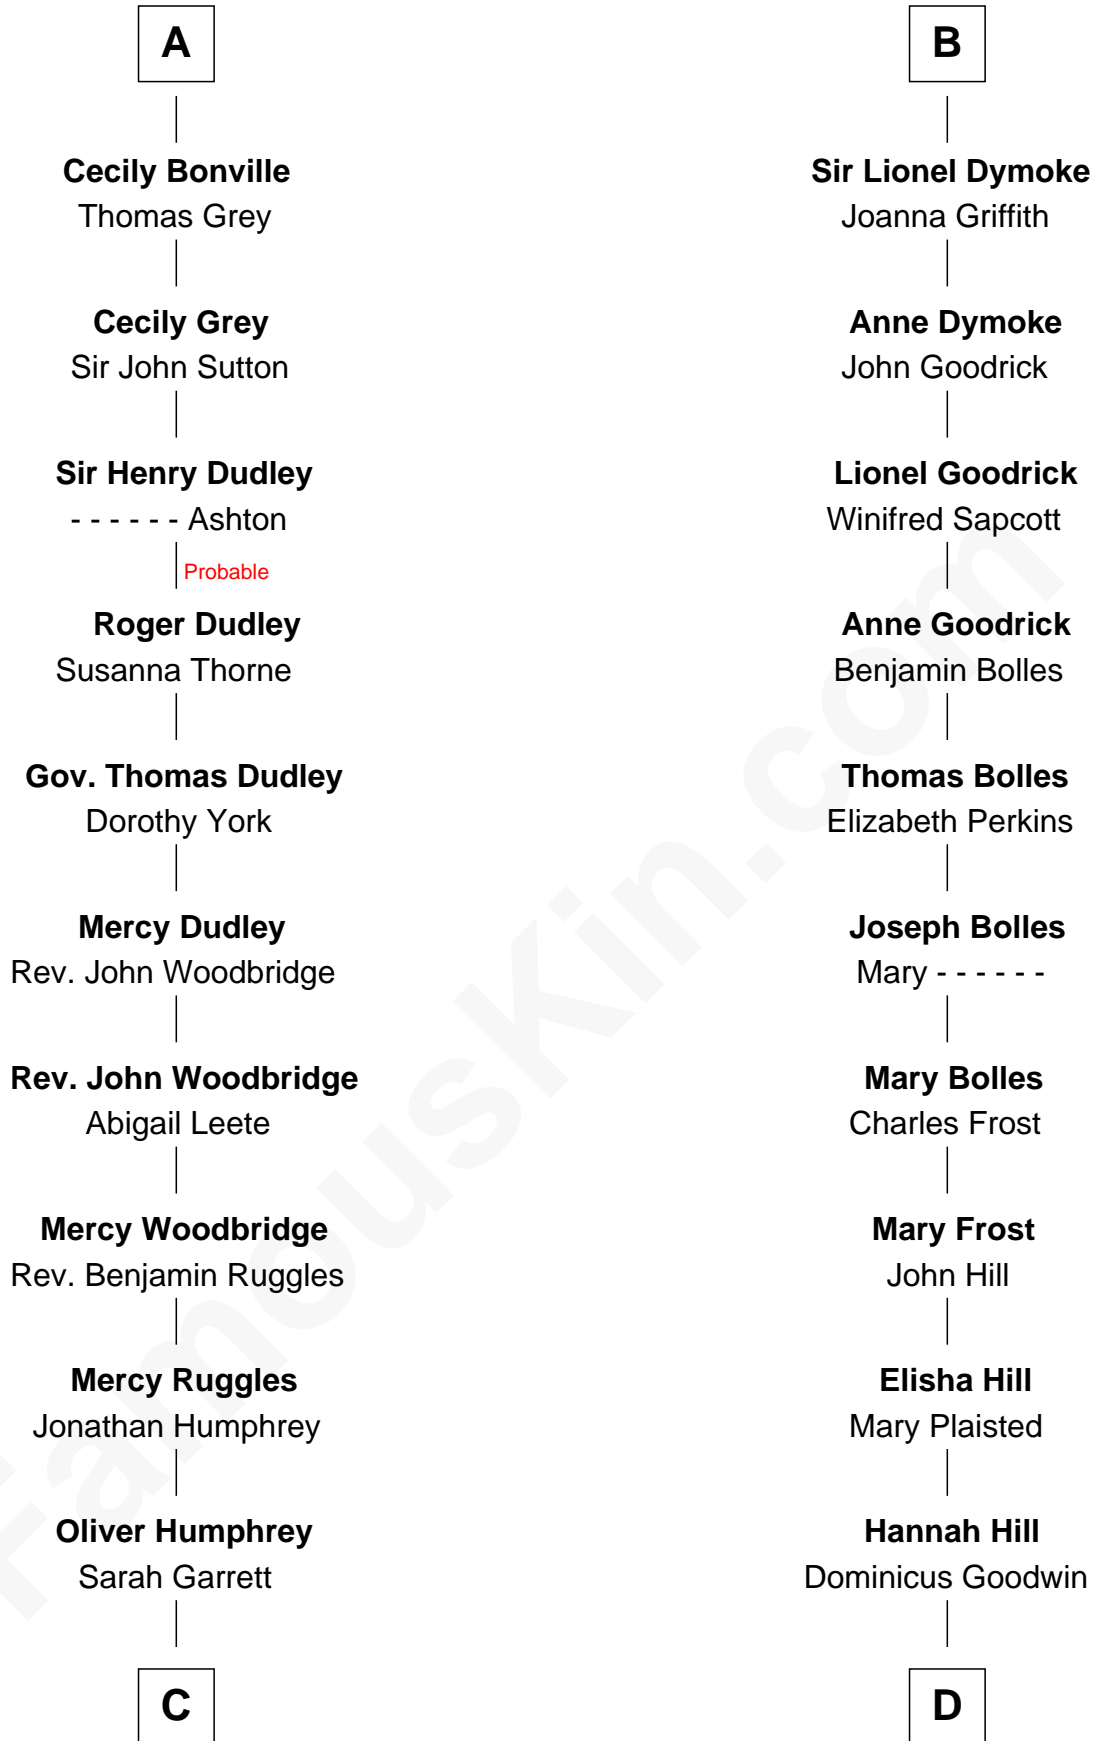 A
Cecily Bonville
Thomas Grey
Cecily Grey
Sir John Sutton
Sir Henry Dudley
- - - - - - Ashton
Probable
Roger Dudley
Susanna Thorne
Gov. Thomas Dudley
Dorothy York
Mercy Dudley
Rev. John Woodbridge
Rev. John Woodbridge
Abigail Leete
Mercy Woodbridge
Rev. Benjamin Ruggles
Mercy Ruggles
Jonathan Humphrey
Oliver Humphrey
Sarah Garrett
C
B
Sir Lionel Dymoke
Joanna Griffith
Anne Dymoke
John Goodrick
Lionel Goodrick
Winifred Sapcott
Anne Goodrick
Benjamin Bolles
Thomas Bolles
Elizabeth Perkins
Joseph Bolles
Mary - - - - - -
Mary Bolles
Charles Frost
Mary Frost
John Hill
Elisha Hill
Mary Plaisted
Hannah Hill
Dominicus Goodwin
D
FamousKin.com